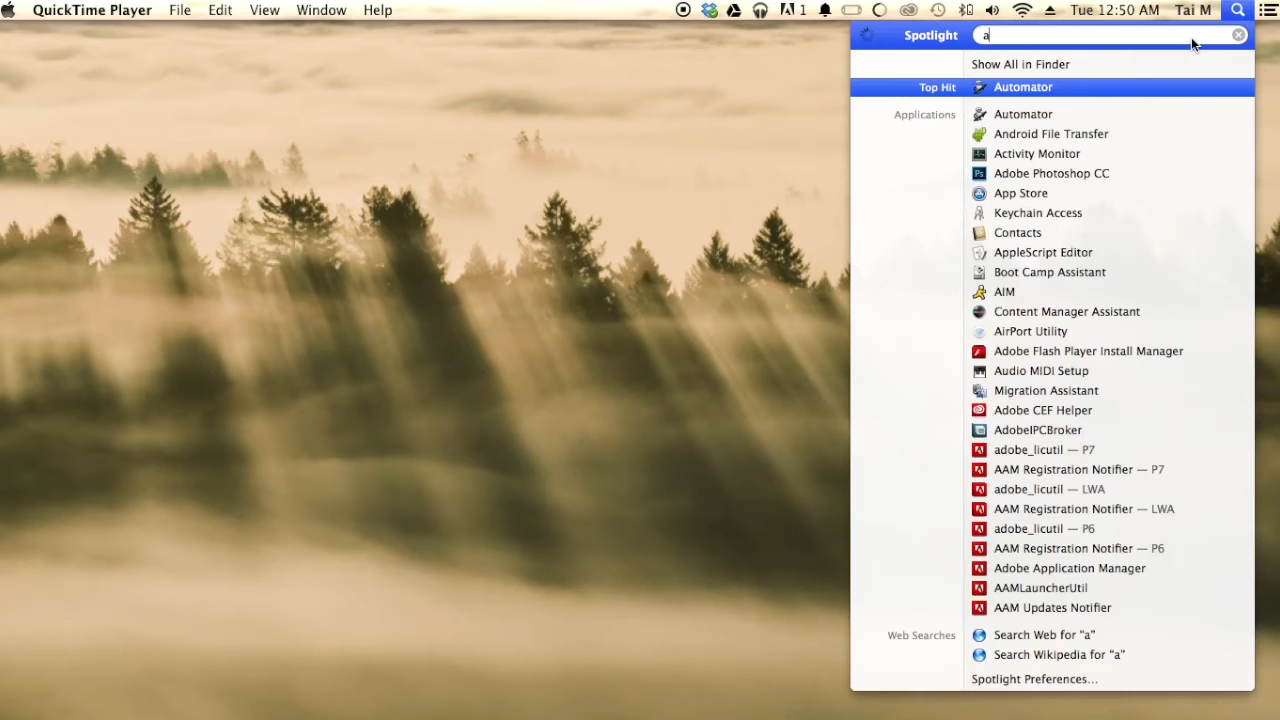 QuickTime Player File Edit View Window Help 1 Tue 12:50 AM Tai M
Spotlight a
Show All in Finder
Top Hit Automator
Applications Automator
Android File Transfer
Activity Monitor
Ps Adobe Photoshop CC
App Store
Keychain Access
Contacts
AppleScript Editor
Boot Camp Assistant
AIM
Content Manager Assistant
AirPort Utility
Adobe Flash Player Install Manager
Audio MIDI Setup
Migration Assistant
Adobe CEF Helper
AdobeIPCBroker
adobe_licutil — P7
AAM Registration Notifier — P7
adobe_licutil — LWA
AAM Registration Notifier — LWA
adobe_licutil — P6
AAM Registration Notifier — P6
Adobe Application Manager
AAMLauncherUtil
AAM Updates Notifier
Web Searches Search Web for “a”
Search Wikipedia for “a”
Spotlight Preferences...